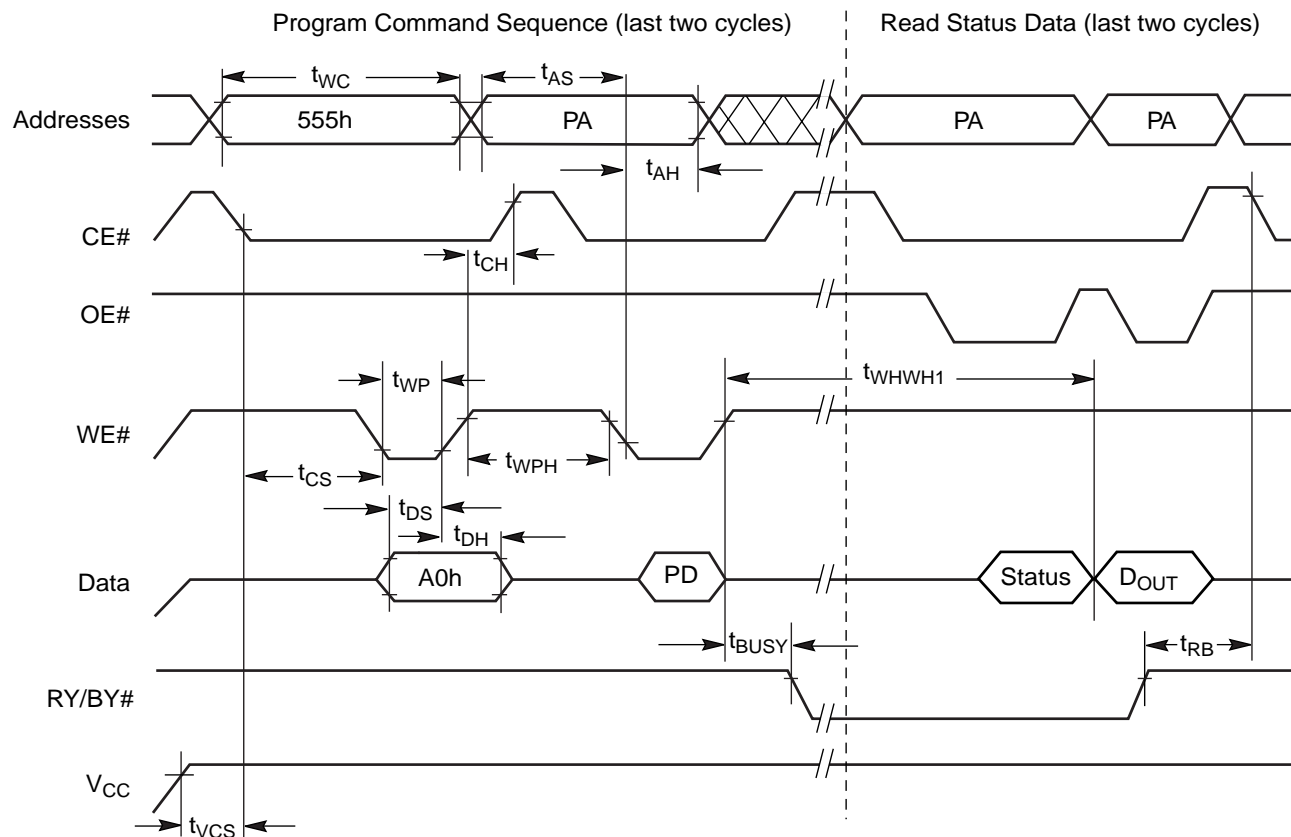 Program Command Sequence (last two cycles) Read Status Data (last two cycles)
tWC tAS
Addresses 555h PA PA PA
tAH
CE#
tCH
OE#
tWP tWHWH1
WE#
tCS tWPH
tDS
tDH
Data A0h PD Status DOUT
tBUSY tRB
RY/BY#
VCC
tVCS